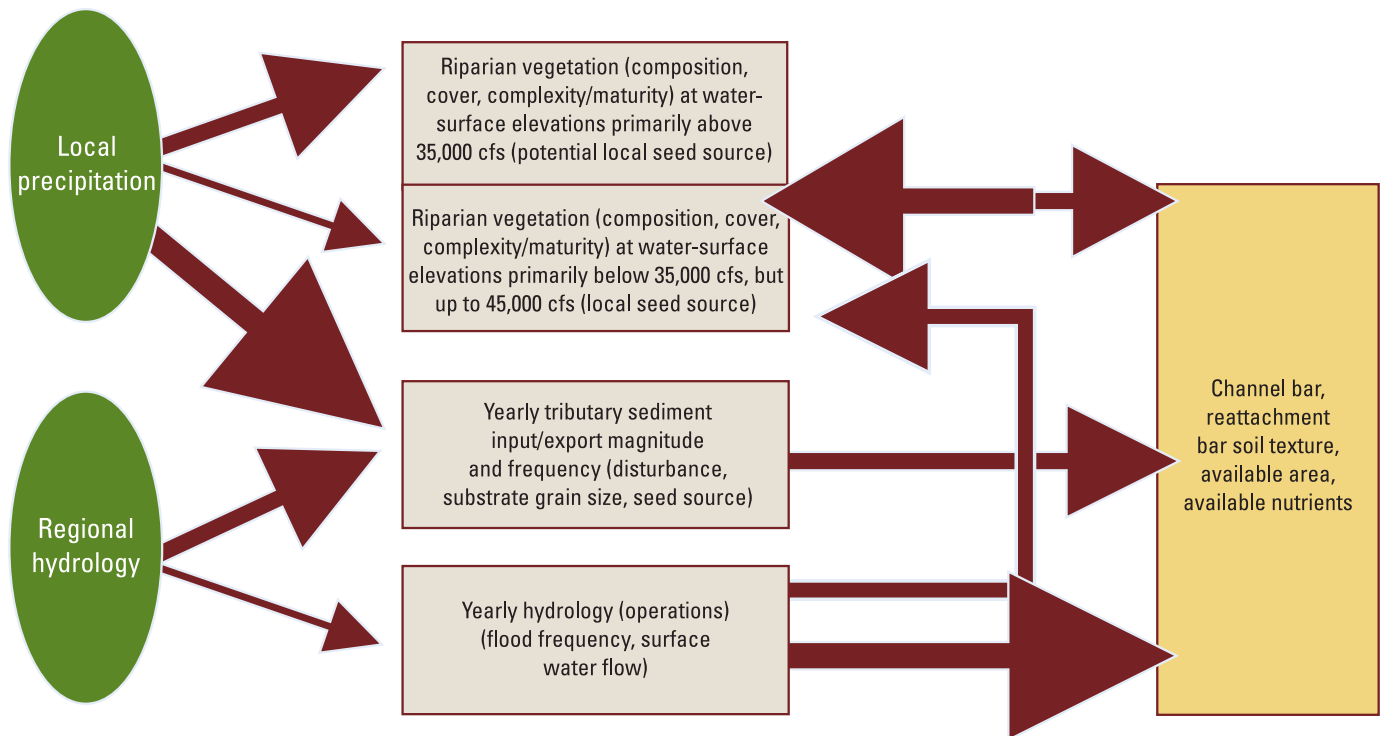 Local
precipitation
Riparian vegetation (composition,
cover, complexity/maturity) at water-
surface elevations primarily above
35,000 cfs (potential local seed source)
Riparian vegetation (composition, cover,
complexity/maturity) at water-surface
elevations primarily below 35,000 cfs, but
up to 45,000 cfs (local seed source)
Regional
hydrology
Yearly tributary sediment
input/export magnitude
and frequency (disturbance,
substrate grain size, seed source)
Yearly hydrology (operations)
(flood frequency, surface
water flow)
Channel bar,
reattachment
bar soil texture,
available area,
available nutrients